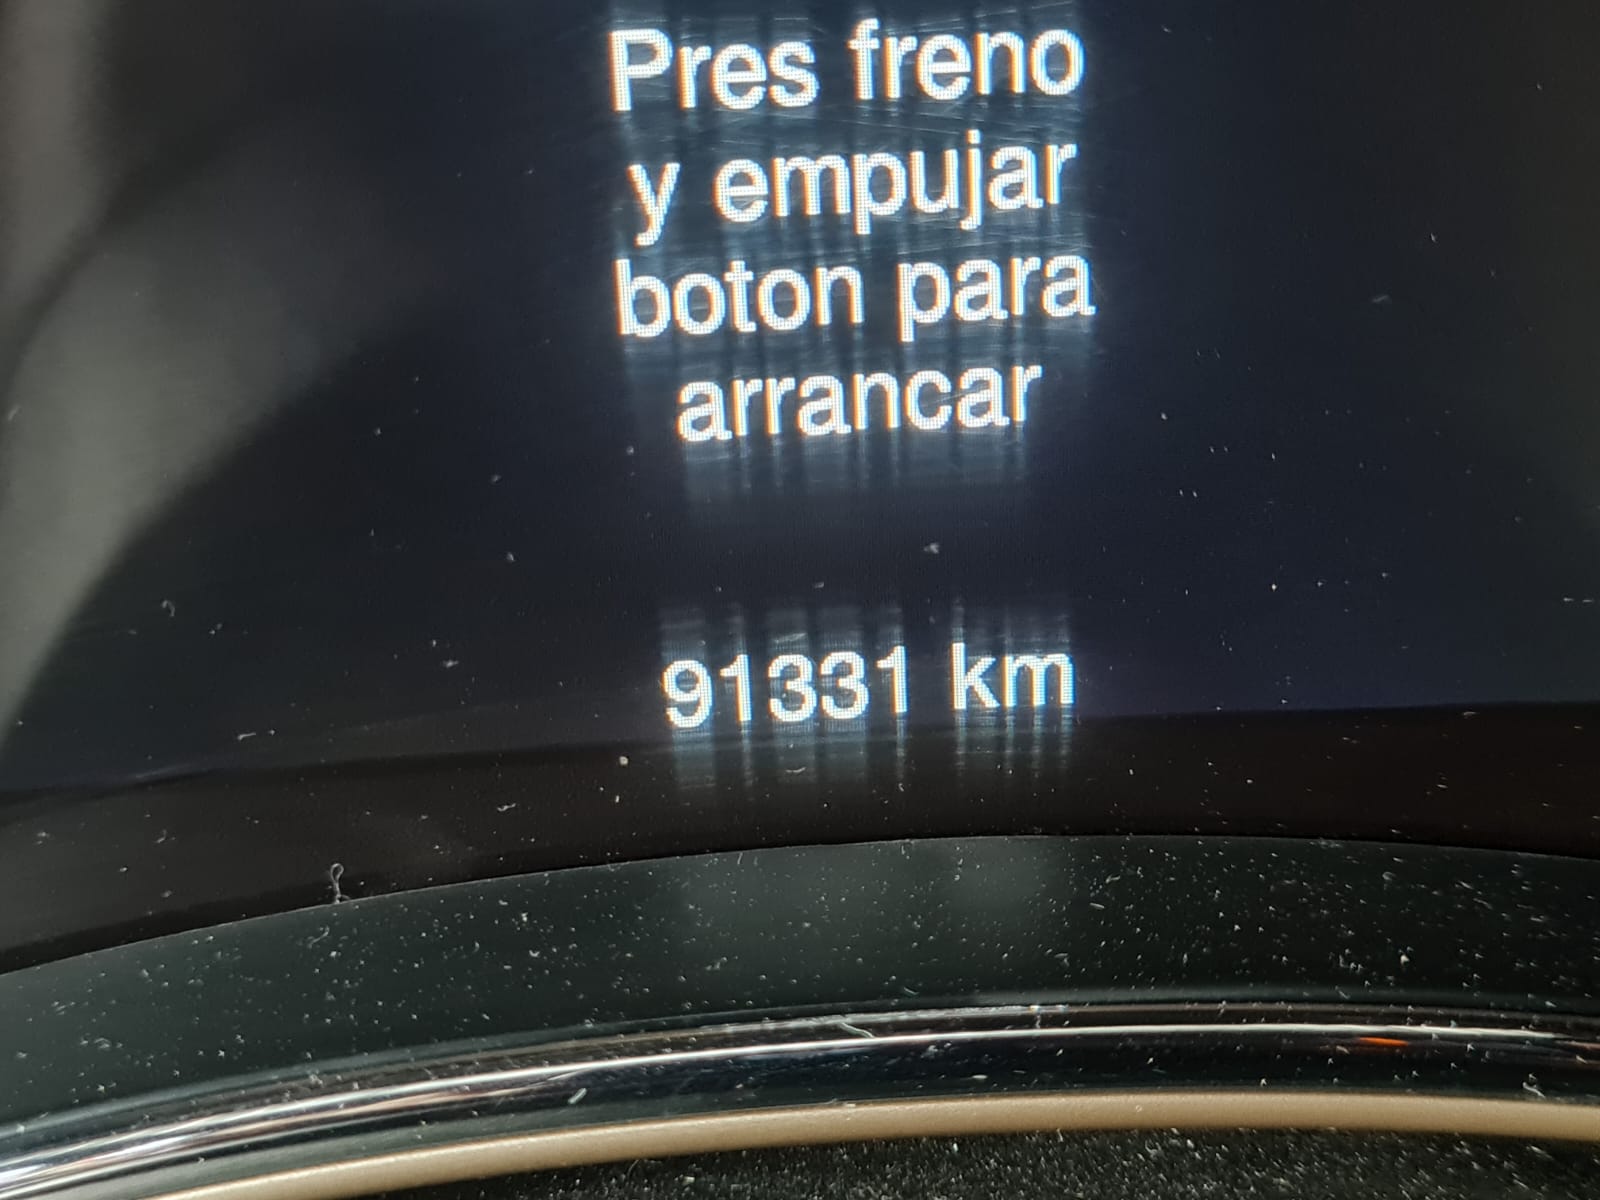 Pres freno
y empujar
boton para
arrancar
91331 km